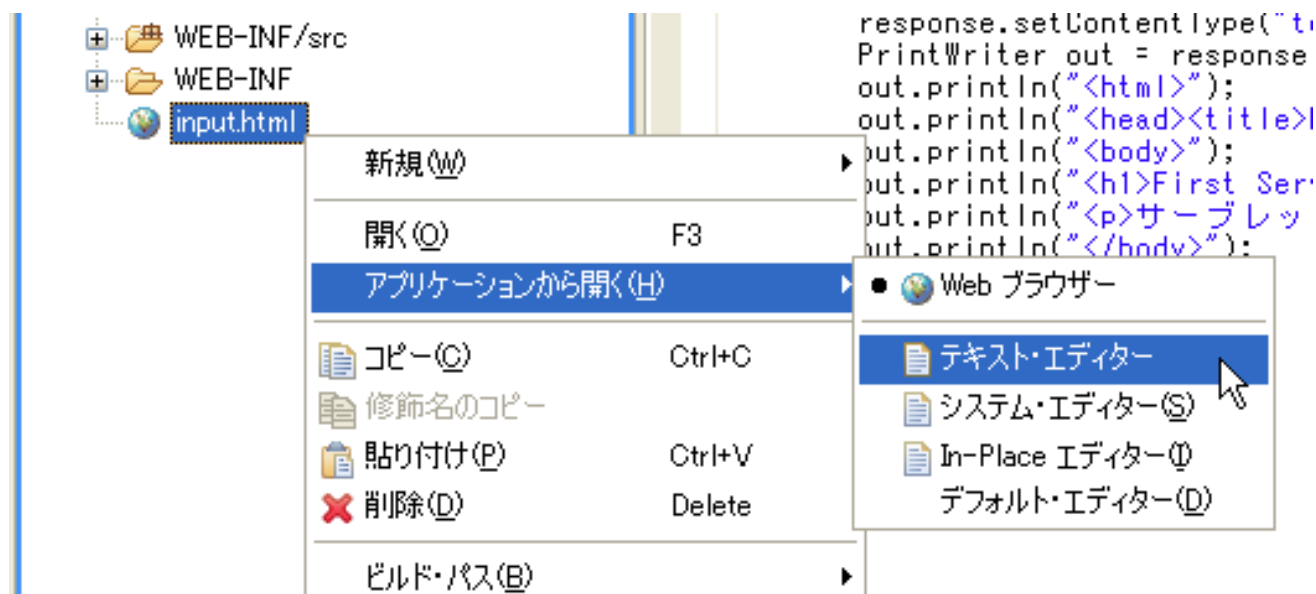 WEB-INF/src
WEB-INF
input.html
response.setContentType("t
PrintWriter out = response
out.println("<html>");
out.println("<head><title>
out.println("<body>");
out.println("<h1>First Ser
out.println("<p>サーブレッ
out.println("</body>");
新規(W)
開く(O) F3
アプリケーションから開く(H)
コピー(C) Ctrl+C
修飾名のコピー
貼り付け(P) Ctrl+V
削除(D) Delete
ビルド・パス(B)
Web ブラウザー
テキスト・エディター
システム・エディター(S)
In-Place エディター(I)
デフォルト・エディター(D)